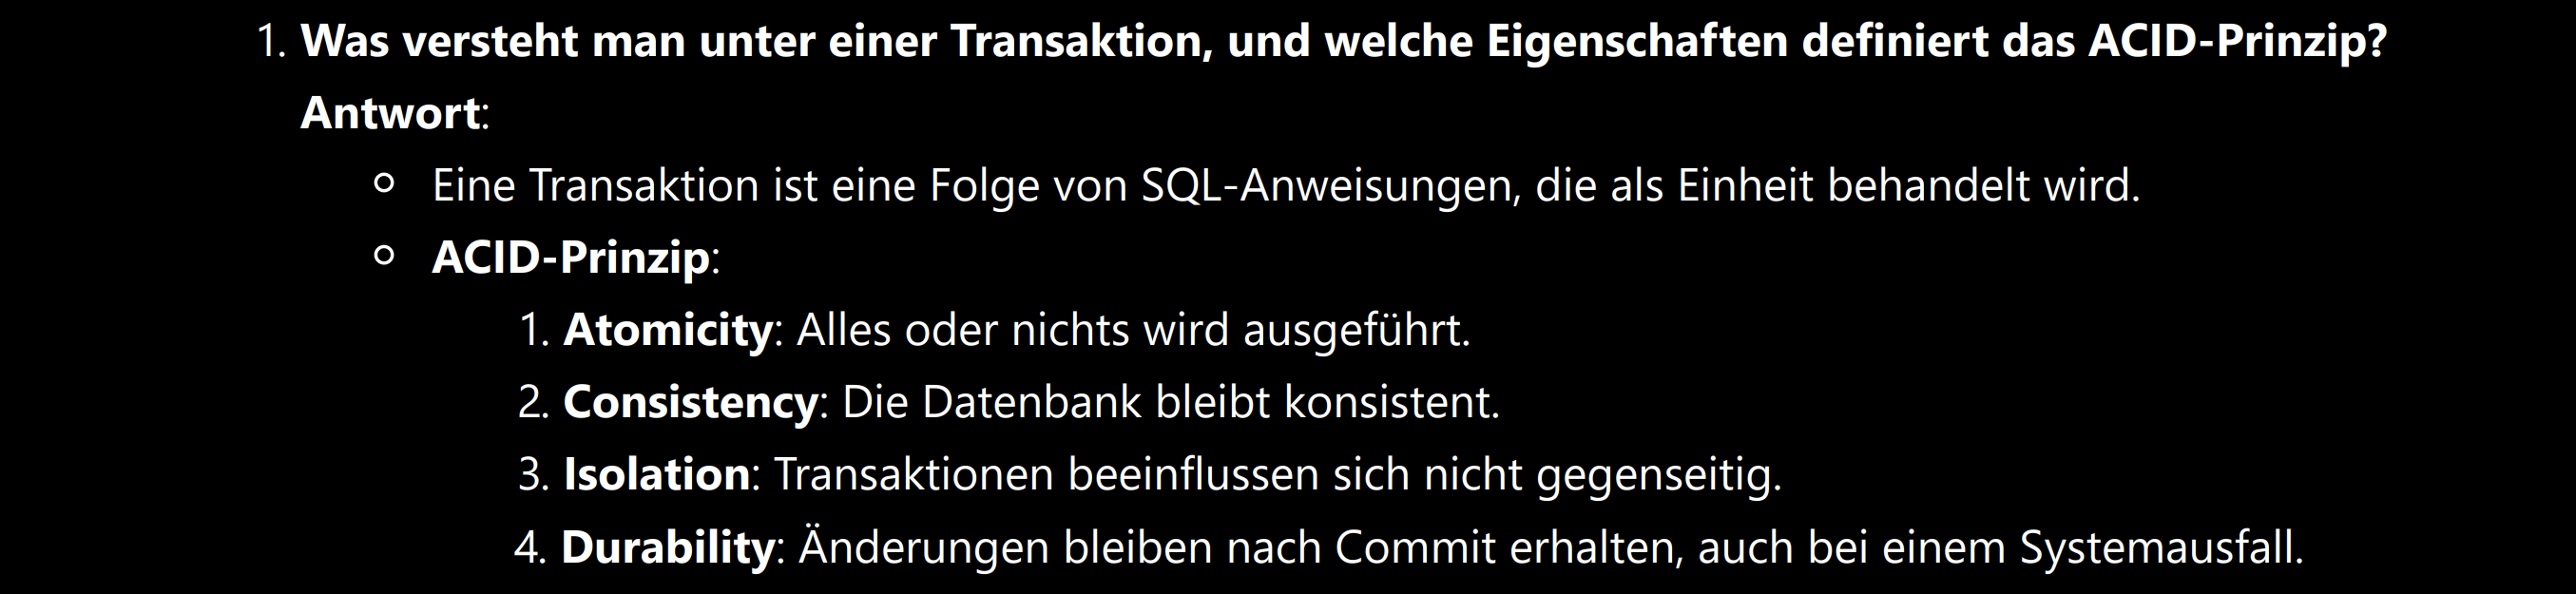 1. Was versteht man unter einer Transaktion, und welche Eigenschaften definiert das ACID-Prinzip?
Antwort:
○ Eine Transaktion ist eine Folge von SQL-Anweisungen, die als Einheit behandelt wird.
○ ACID-Prinzip:
1. Atomicity: Alles oder nichts wird ausgeführt.
2. Consistency: Die Datenbank bleibt konsistent.
3. Isolation: Transaktionen beeinflussen sich nicht gegenseitig.
4. Durability: Änderungen bleiben nach Commit erhalten, auch bei einem Systemausfall.